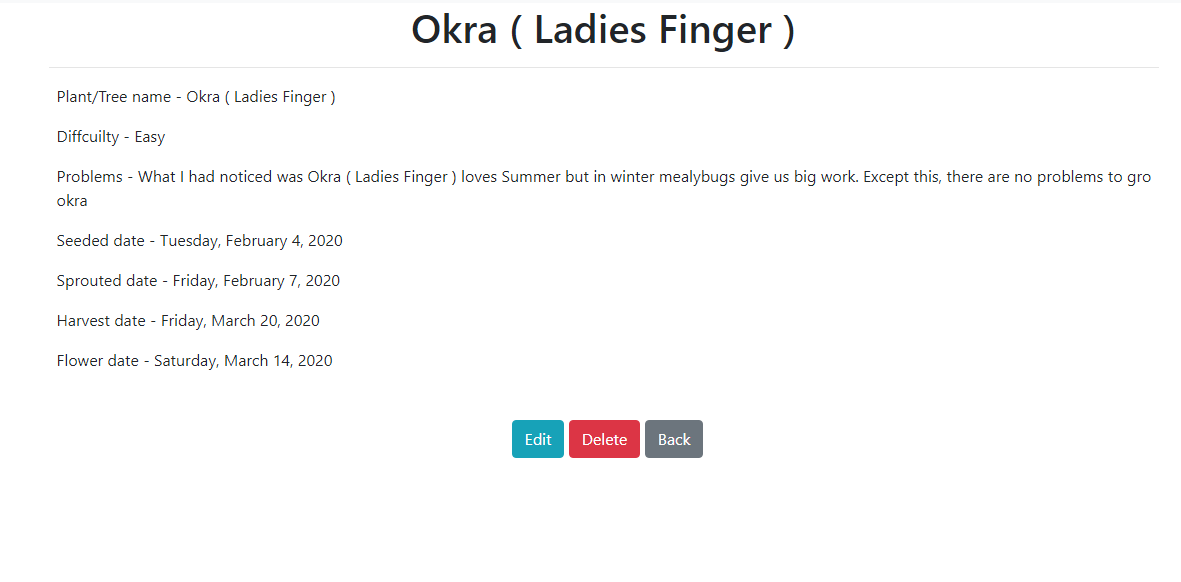 Okra ( Ladies Finger )
Plant/Tree name - Okra ( Ladies Finger )
Diffcuilty - Easy
Problems - What I had noticed was Okra ( Ladies Finger ) loves Summer but in winter mealybugs give us big work. Except this, there are no problems to gro
okra
Seeded date - Tuesday, February 4, 2020
Sprouted date - Friday, February 7, 2020
Harvest date - Friday, March 20, 2020
Flower date - Saturday, March 14, 2020
Edit Delete Back